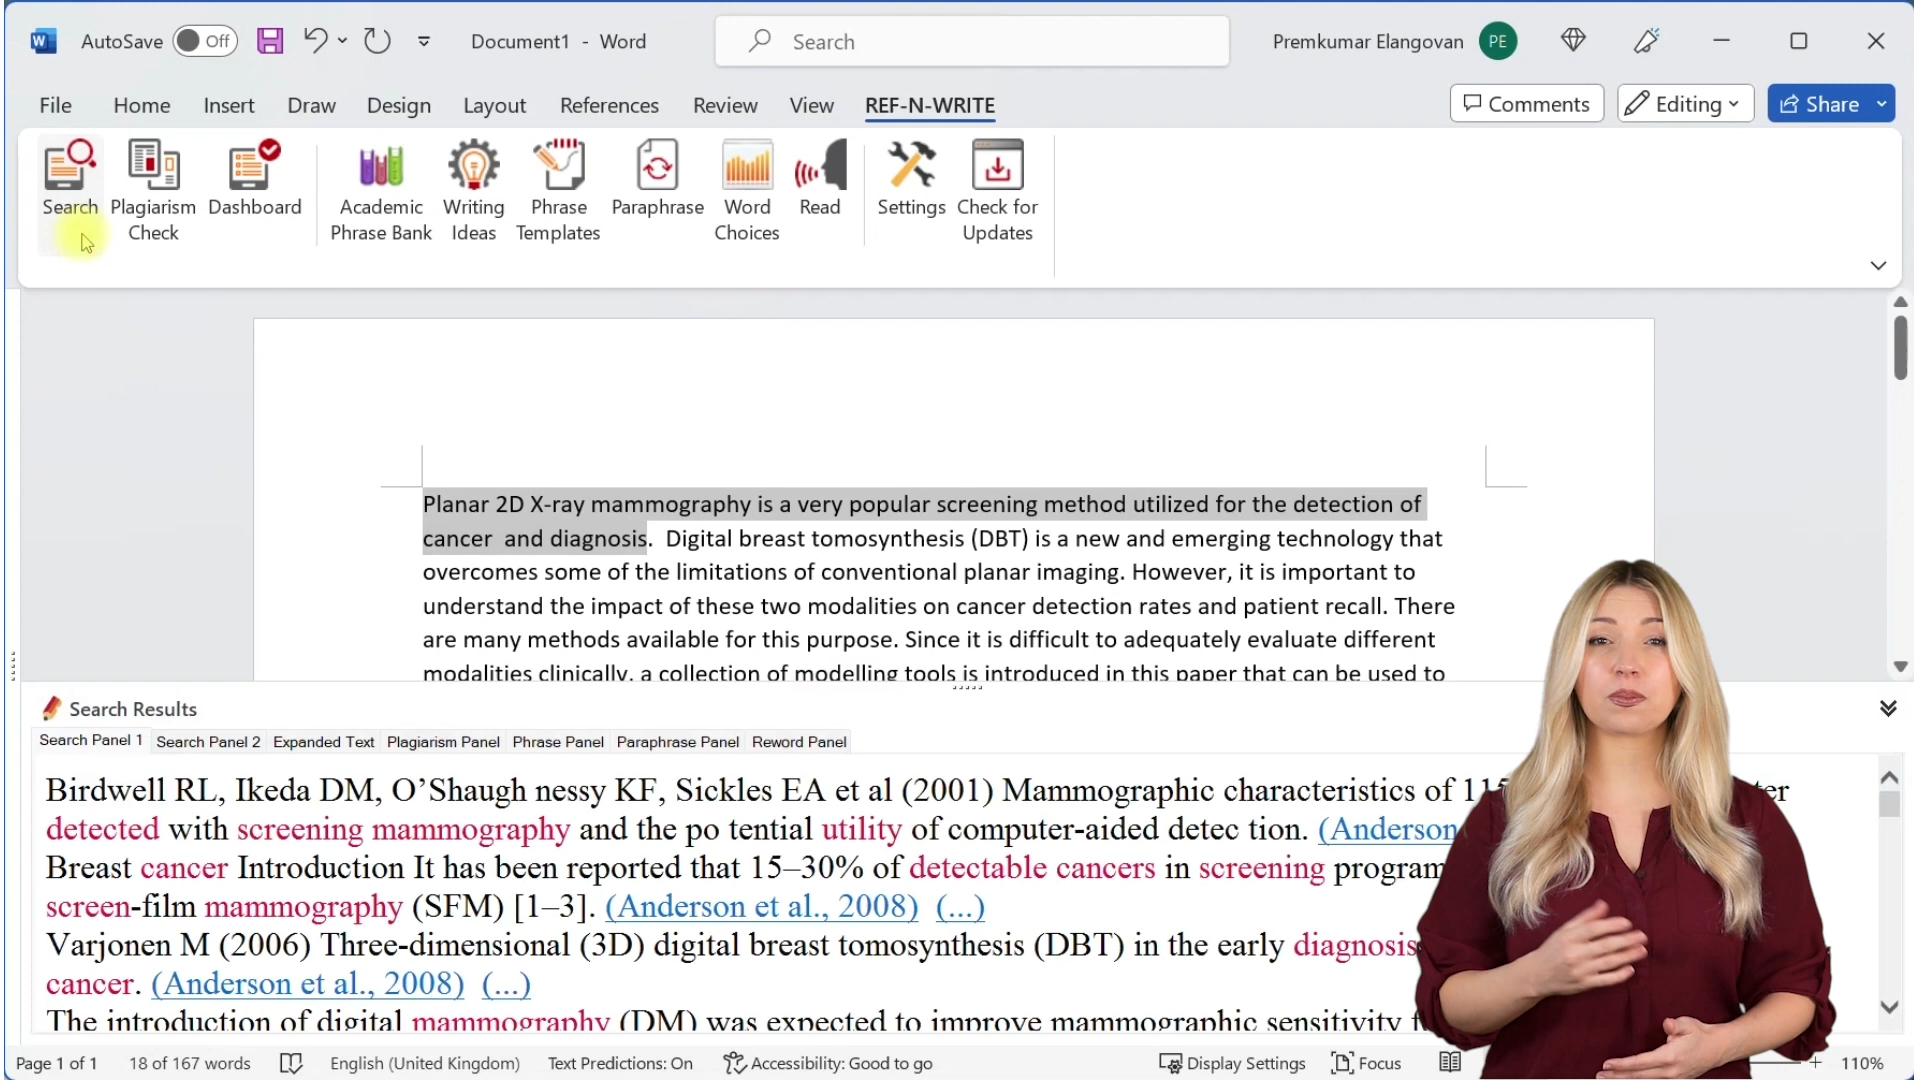 AutoSave Off Document1 - Word Search Premkumar Elangovan PE
File Home Insert Draw Design Layout References Review View REF-N-WRITE Comments Editing Share
Search Plagiarism Check Dashboard Academic Phrase Bank Writing Ideas Phrase Templates Paraphrase Word Choices Read Settings Check for Updates
Planar 2D X-ray mammography is a very popular screening method utilized for the detection of
cancer  and diagnosis.  Digital breast tomosynthesis (DBT) is a new and emerging technology that
overcomes some of the limitations of conventional planar imaging. However, it is important to
understand the impact of these two modalities on cancer detection rates and patient recall. There
are many methods available for this purpose. Since it is difficult to adequately evaluate different
modalities clinically, a collection of modelling tools is introduced in this paper that can be used to
Search Results
Search Panel 1 Search Panel 2 Expanded Text Plagiarism Panel Phrase Panel Paraphrase Panel Reword Panel
Birdwell RL, Ikeda DM, O’Shaugh nessy KF, Sickles EA et al (2001) Mammographic characteristics of 115
detected with screening mammography and the po tential utility of computer-aided detec tion. (Anderson
Breast cancer Introduction It has been reported that 15–30% of detectable cancers in screening program
screen-film mammography (SFM) [1–3]. (Anderson et al., 2008) (...)
Varjonen M (2006) Three-dimensional (3D) digital breast tomosynthesis (DBT) in the early diagnosis
cancer. (Anderson et al., 2008) (...)
The introduction of digital mammography (DM) was expected to improve mammographic sensitivity
Page 1 of 1 18 of 167 words English (United Kingdom) Text Predictions: On Accessibility: Good to go Display Settings Focus 110%